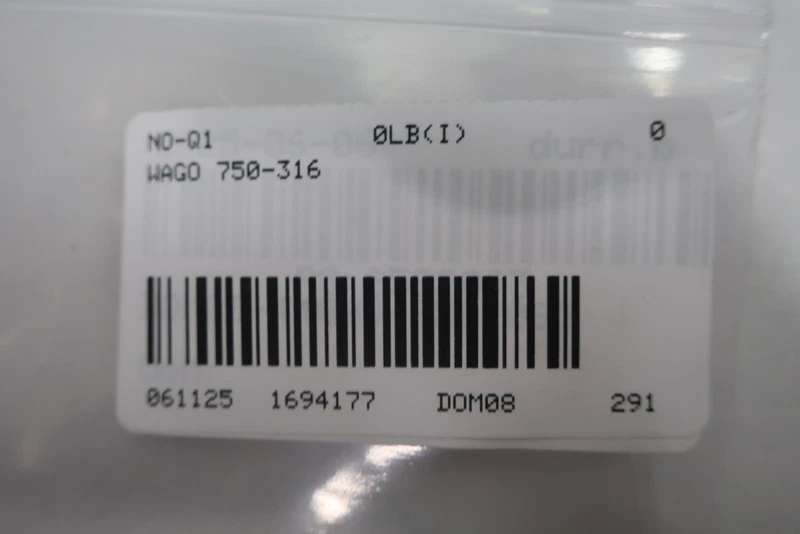 NO-Q1 0LB(I) 0
WAGO 750-316
061125 1694177 DOM08 291